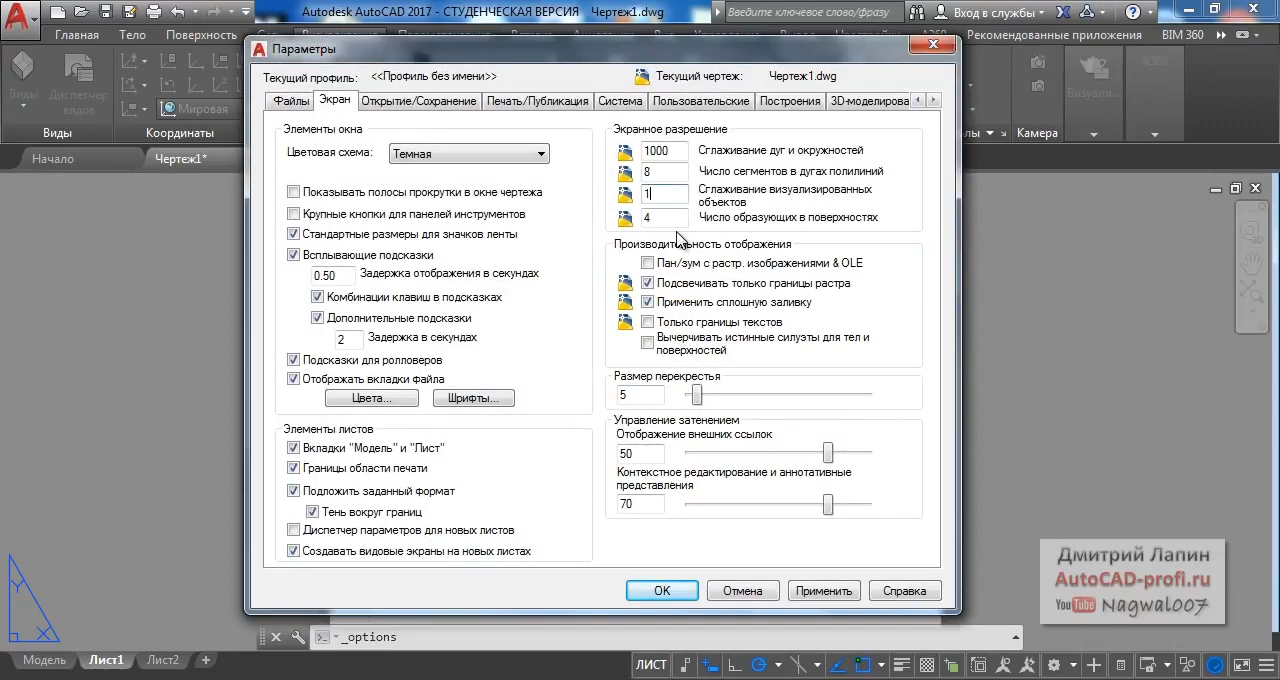 Autodesk AutoCAD 2017 - СТУДЕНЧЕСКАЯ ВЕРСИЯ Чертеж1.dwg
Введите ключевое слово/фразу
Вход в службы
Главная
Тело
Поверхность
Рекомендованные приложения
BIM 360
Параметры
Текущий профиль:
<<Профиль без имени>>
Текущий чертеж:
Чертеж1.dwg
Файлы
Экран
Открытие/Сохранение
Печать/Публикация
Система
Пользовательские
Построения
3D-моделирова
Виды
Диспетчер
видов
Мировая
Визуали...
A360
Виды
Координаты
Камера
Начало
Чертеж1*
Элементы окна
Цветовая схема:
Темная
Показывать полосы прокрутки в окне чертежа
Крупные кнопки для панелей инструментов
Стандартные размеры для значков ленты
Всплывающие подсказки
0.50
Задержка отображения в секундах
Комбинации клавиш в подсказках
Дополнительные подсказки
2
Задержка в секундах
Подсказки для ролловеров
Отображать вкладки файла
Цвета...
Шрифты...
Элементы листов
Вкладки "Модель" и "Лист"
Границы области печати
Подложить заданный формат
Тень вокруг границ
Диспетчер параметров для новых листов
Создавать видовые экраны на новых листах
Экранное разрешение
1000
Сглаживание дуг и окружностей
8
Число сегментов в дугах полилиний
1
Сглаживание визуализированных
объектов
4
Число образующих в поверхностях
Производительность отображения
Пан/зум с растр. изображениями & OLE
Подсвечивать только границы растра
Применить сплошную заливку
Только границы текстов
Вычерчивать истинные силуэты для тел и
поверхностей
Размер перекрестья
5
Управление затенением
Отображение внешних ссылок
50
Контекстное редактирование и аннотативные
представления
70
OK
Отмена
Применить
Справка
Дмитрий Лапин
AutoCAD-profi.ru
YouTube Nagwal007
Y
X
_options
Модель
Лист1
Лист2
ЛИСТ